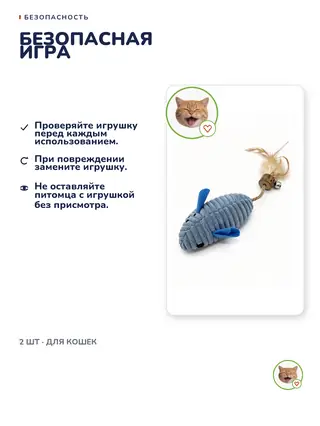 БЕЗОПАСНОСТЬ
БЕЗОПАСНАЯ
ИГРА
Проверяйте игрушку
перед каждым
использованием.
При повреждении
замените игрушку.
Не оставляйте
питомца с игрушкой
без присмотра.
2 ШТ · ДЛЯ КОШЕК